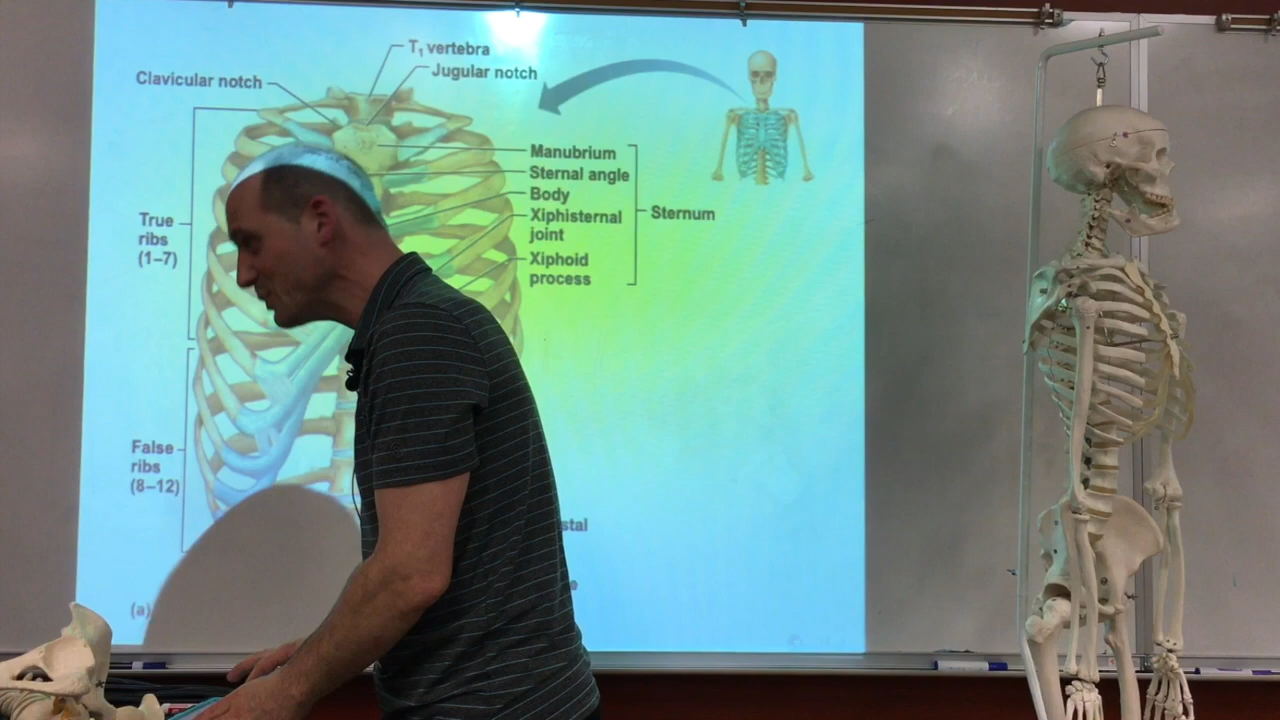 T1 vertebra
Jugular notch
Clavicular notch
Manubrium
Sternal angle
Body
Xiphisternal
joint
Xiphoid
process
Sternum
True
ribs
(1–7)
False
ribs
(8–12)
stal
(a)